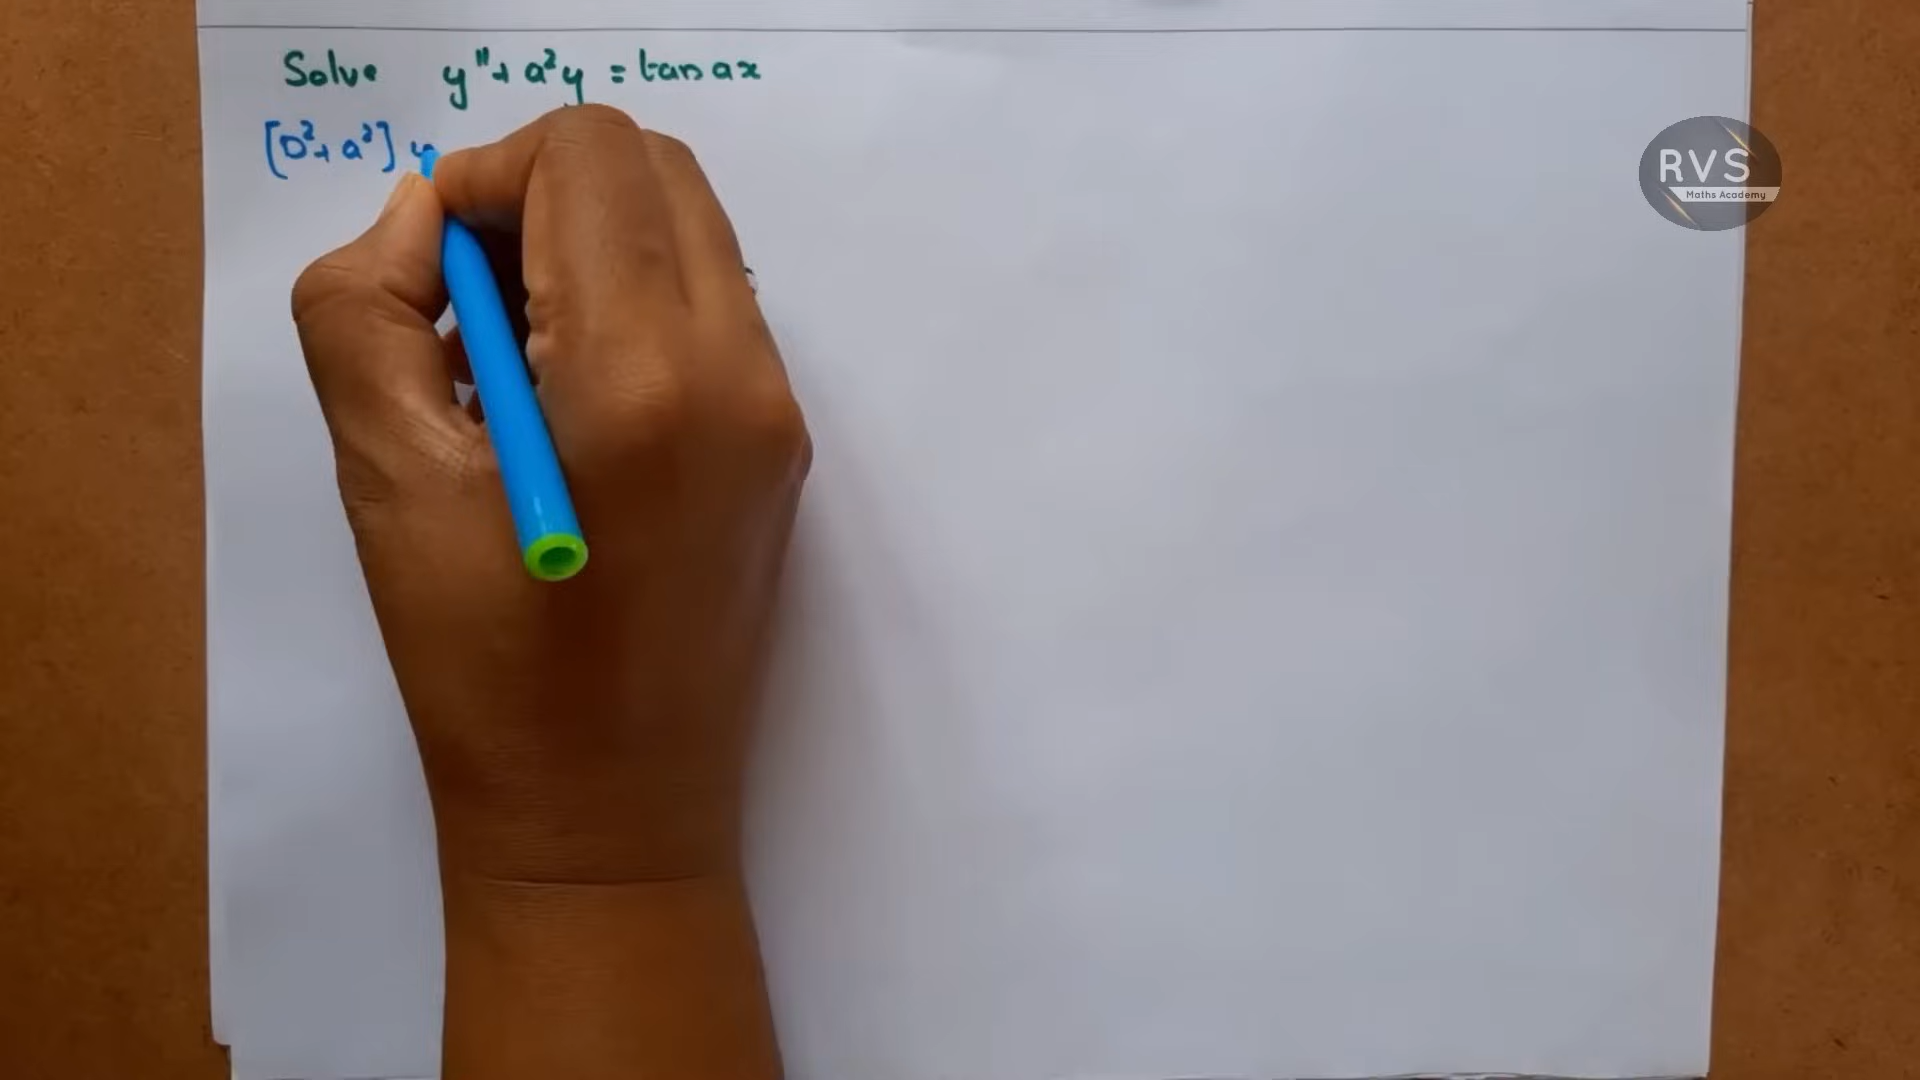 Solve y" + a²y = tan ax
[D² + a²] y
RVS
Maths Academy